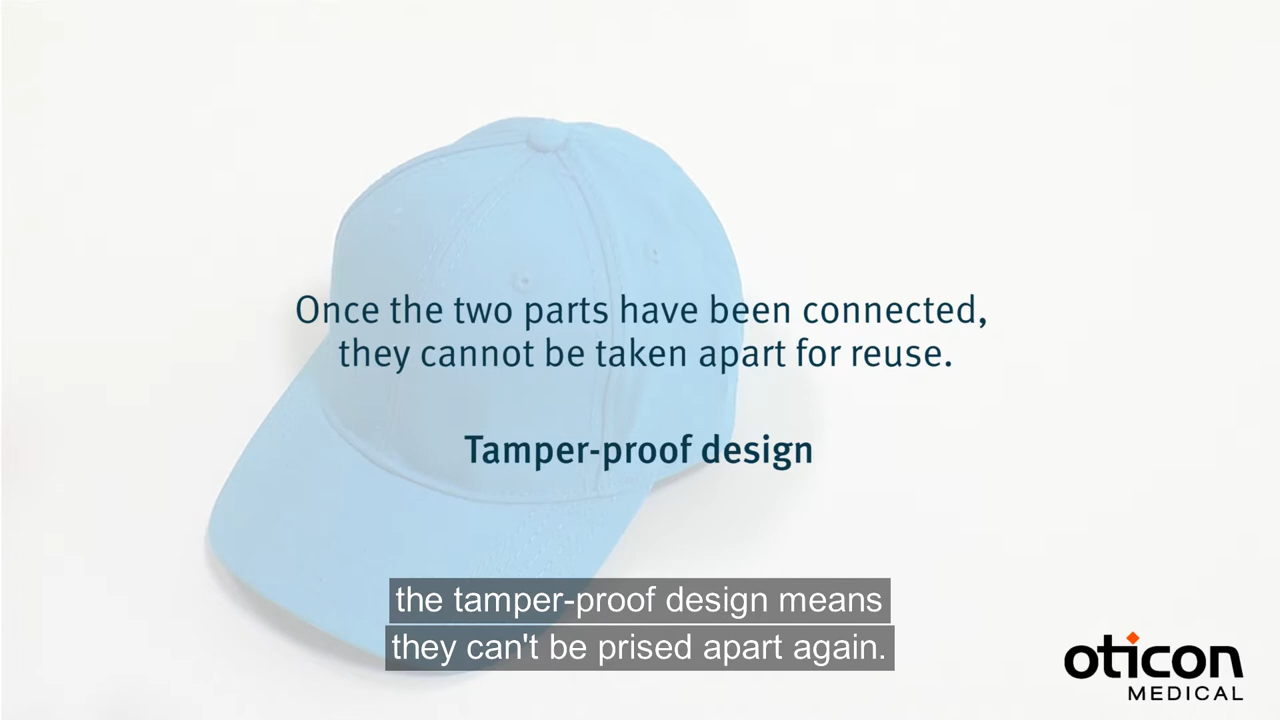 Once the two parts have been connected,
they cannot be taken apart for reuse.
Tamper-proof design
the tamper-proof design means
they can't be prised apart again.
oticon
MEDICAL